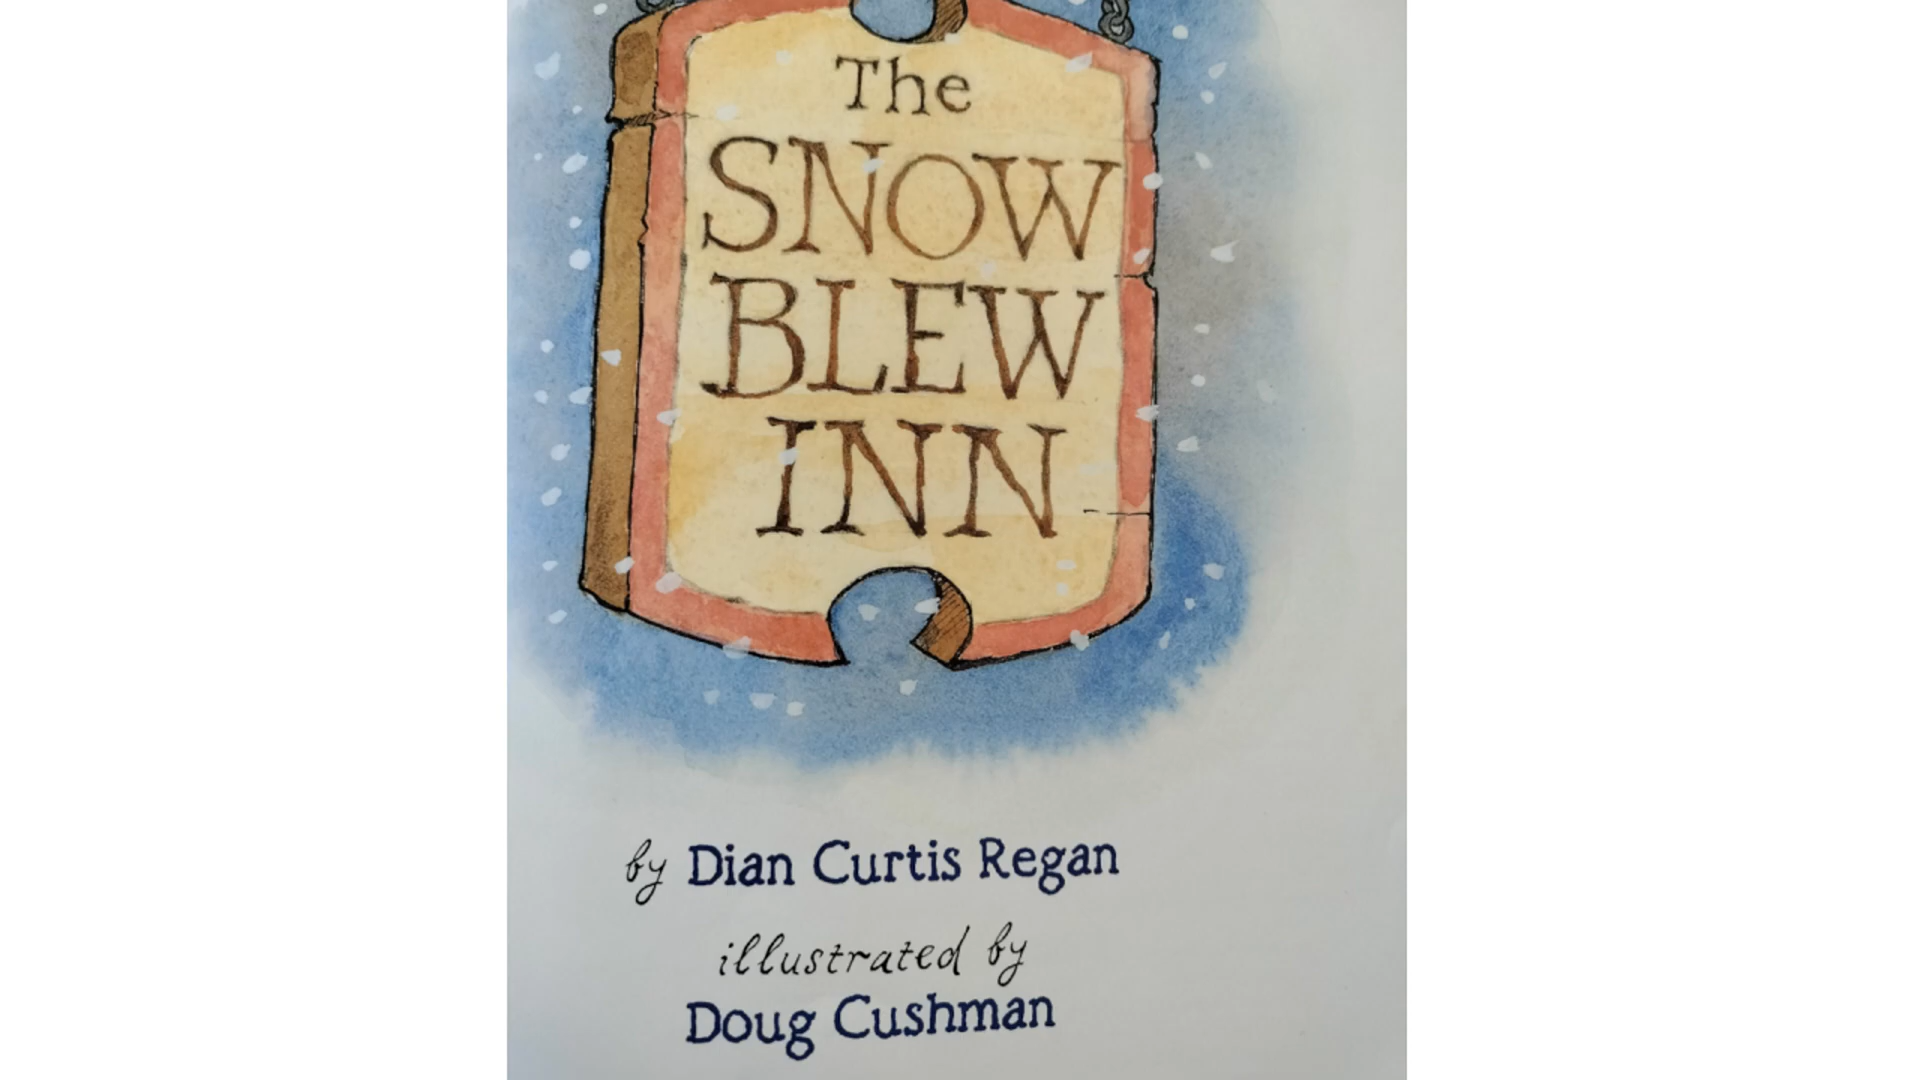 The
SNOW
BLEW
INN
by Dian Curtis Regan
illustrated by
Doug Cushman